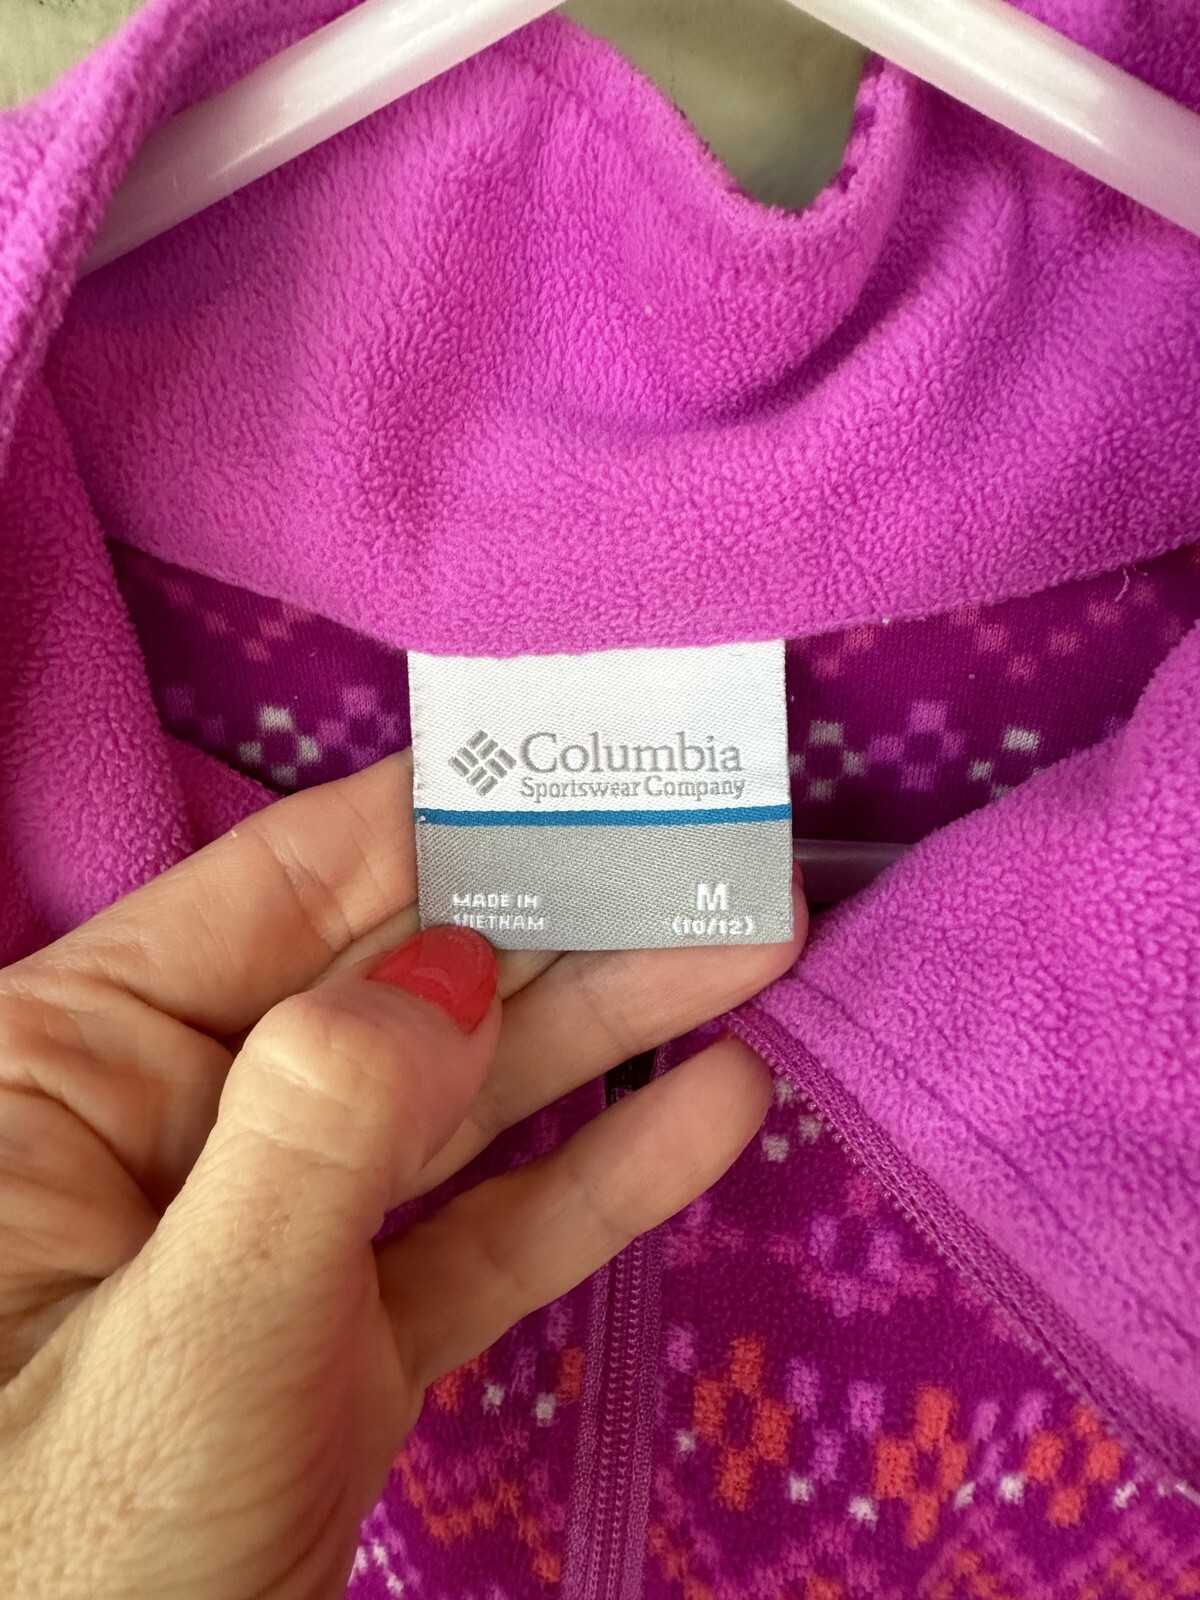 Columbia
Sportswear Company
MADE IN
VIETNAM
M
(10/12)